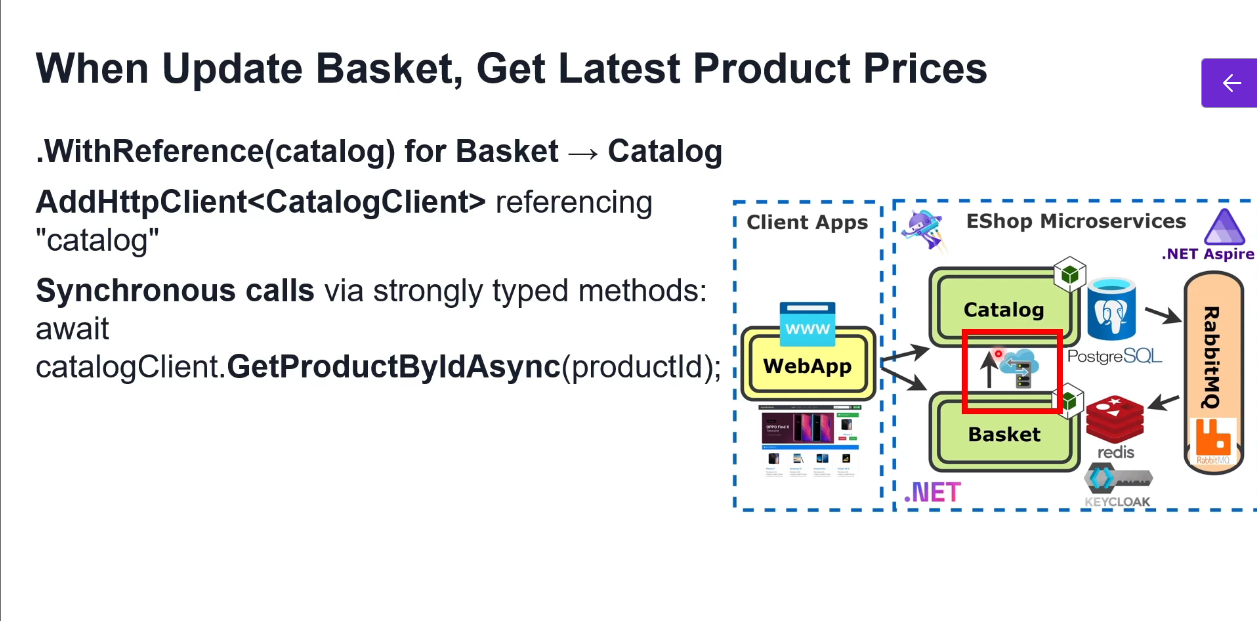 When Update Basket, Get Latest Product Prices
.WithReference(catalog) for Basket → Catalog
AddHttpClient<CatalogClient> referencing
"catalog"
Synchronous calls via strongly typed methods:
await
catalogClient.GetProductByIdAsync(productId);
Client Apps
WWW
WebApp
EShop Microservices
.NET Aspire
Catalog
PostgreSQL
Basket
redis
KEYCLOAK
.NET
RabbitMQ
RabbitMQ